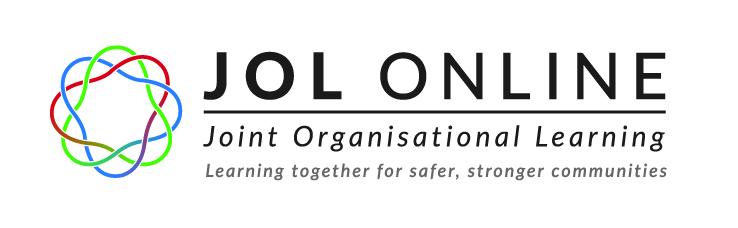 JOL ONLINE
Joint Organisational Learning
Learning together for safer, stronger communities